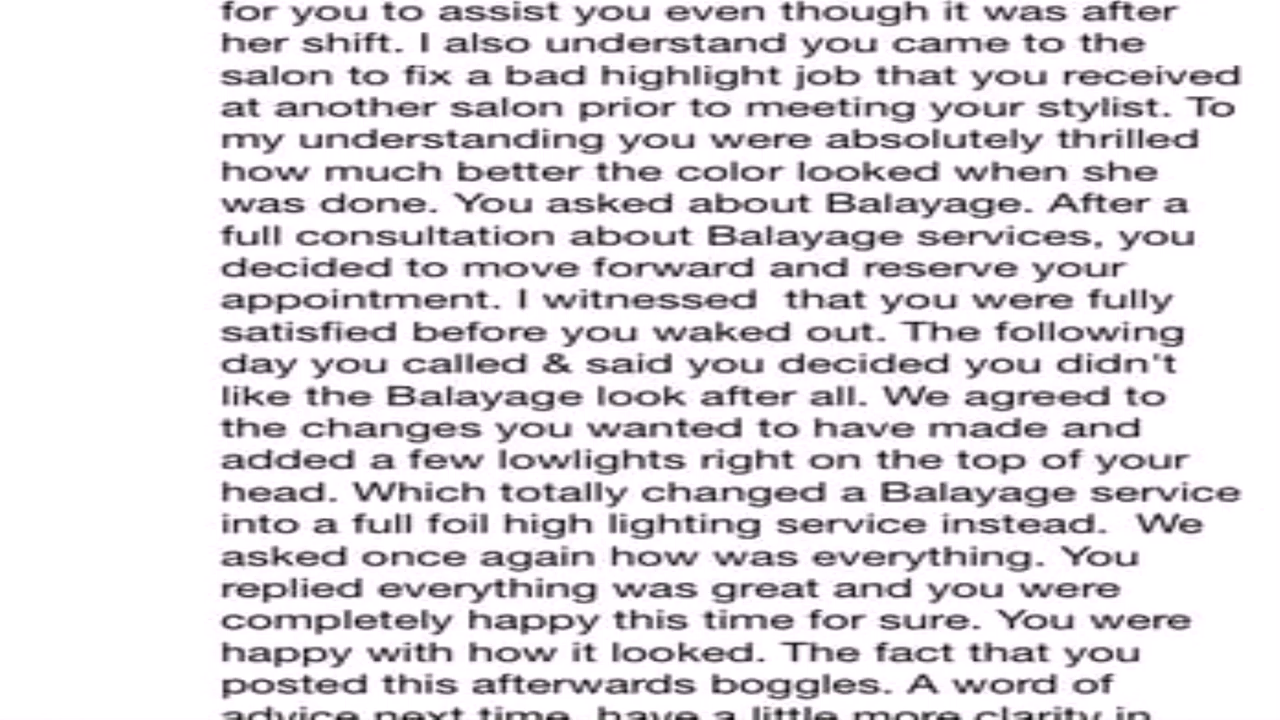 for you to assist you even though it was after
her shift. I also understand you came to the
salon to fix a bad highlight job that you received
at another salon prior to meeting your stylist. To
my understanding you were absolutely thrilled
how much better the color looked when she
was done. You asked about Balayage. After a
full consultation about Balayage services, you
decided to move forward and reserve your
appointment. I witnessed  that you were fully
satisfied before you waked out. The following
day you called & said you decided you didn't
like the Balayage look after all. We agreed to
the changes you wanted to have made and
added a few lowlights right on the top of your
head. Which totally changed a Balayage service
into a full foil high lighting service instead.  We
asked once again how was everything. You
replied everything was great and you were
completely happy this time for sure. You were
happy with how it looked. The fact that you
posted this afterwards boggles. A word of
advice next time, have a little more clarity in